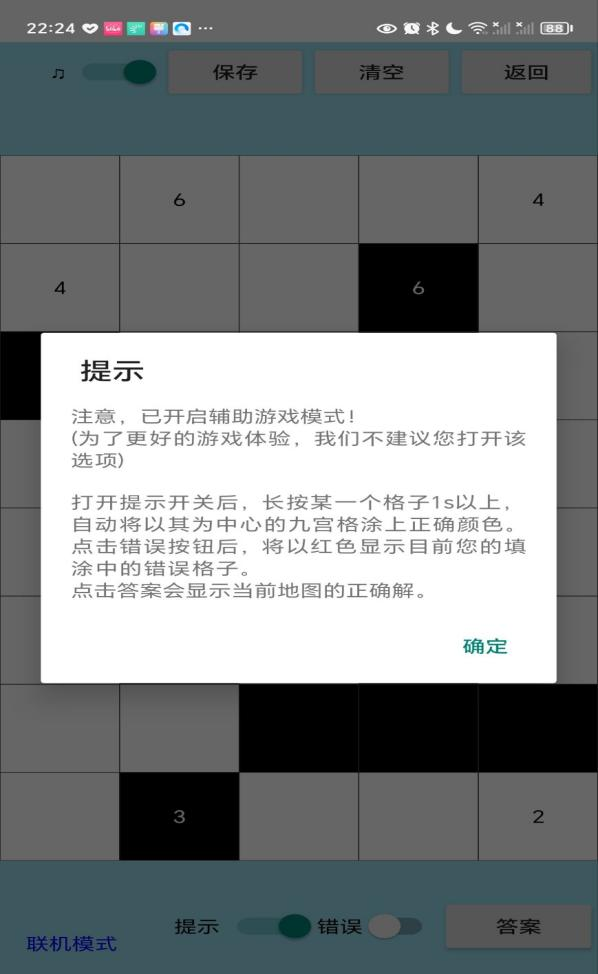 22:24 ... 88
♫ 保存 清空 返回
6 4
4 6
提示
注意，已开启辅助游戏模式！
(为了更好的游戏体验，我们不建议您打开该
选项)
打开提示开关后，长按某一个格子1s以上，
自动将以其为中心的九宫格涂上正确颜色。
点击错误按钮后，将以红色显示目前您的填
涂中的错误格子。
点击答案会显示当前地图的正确解。
确定
3 2
提示 错误 答案
联机模式